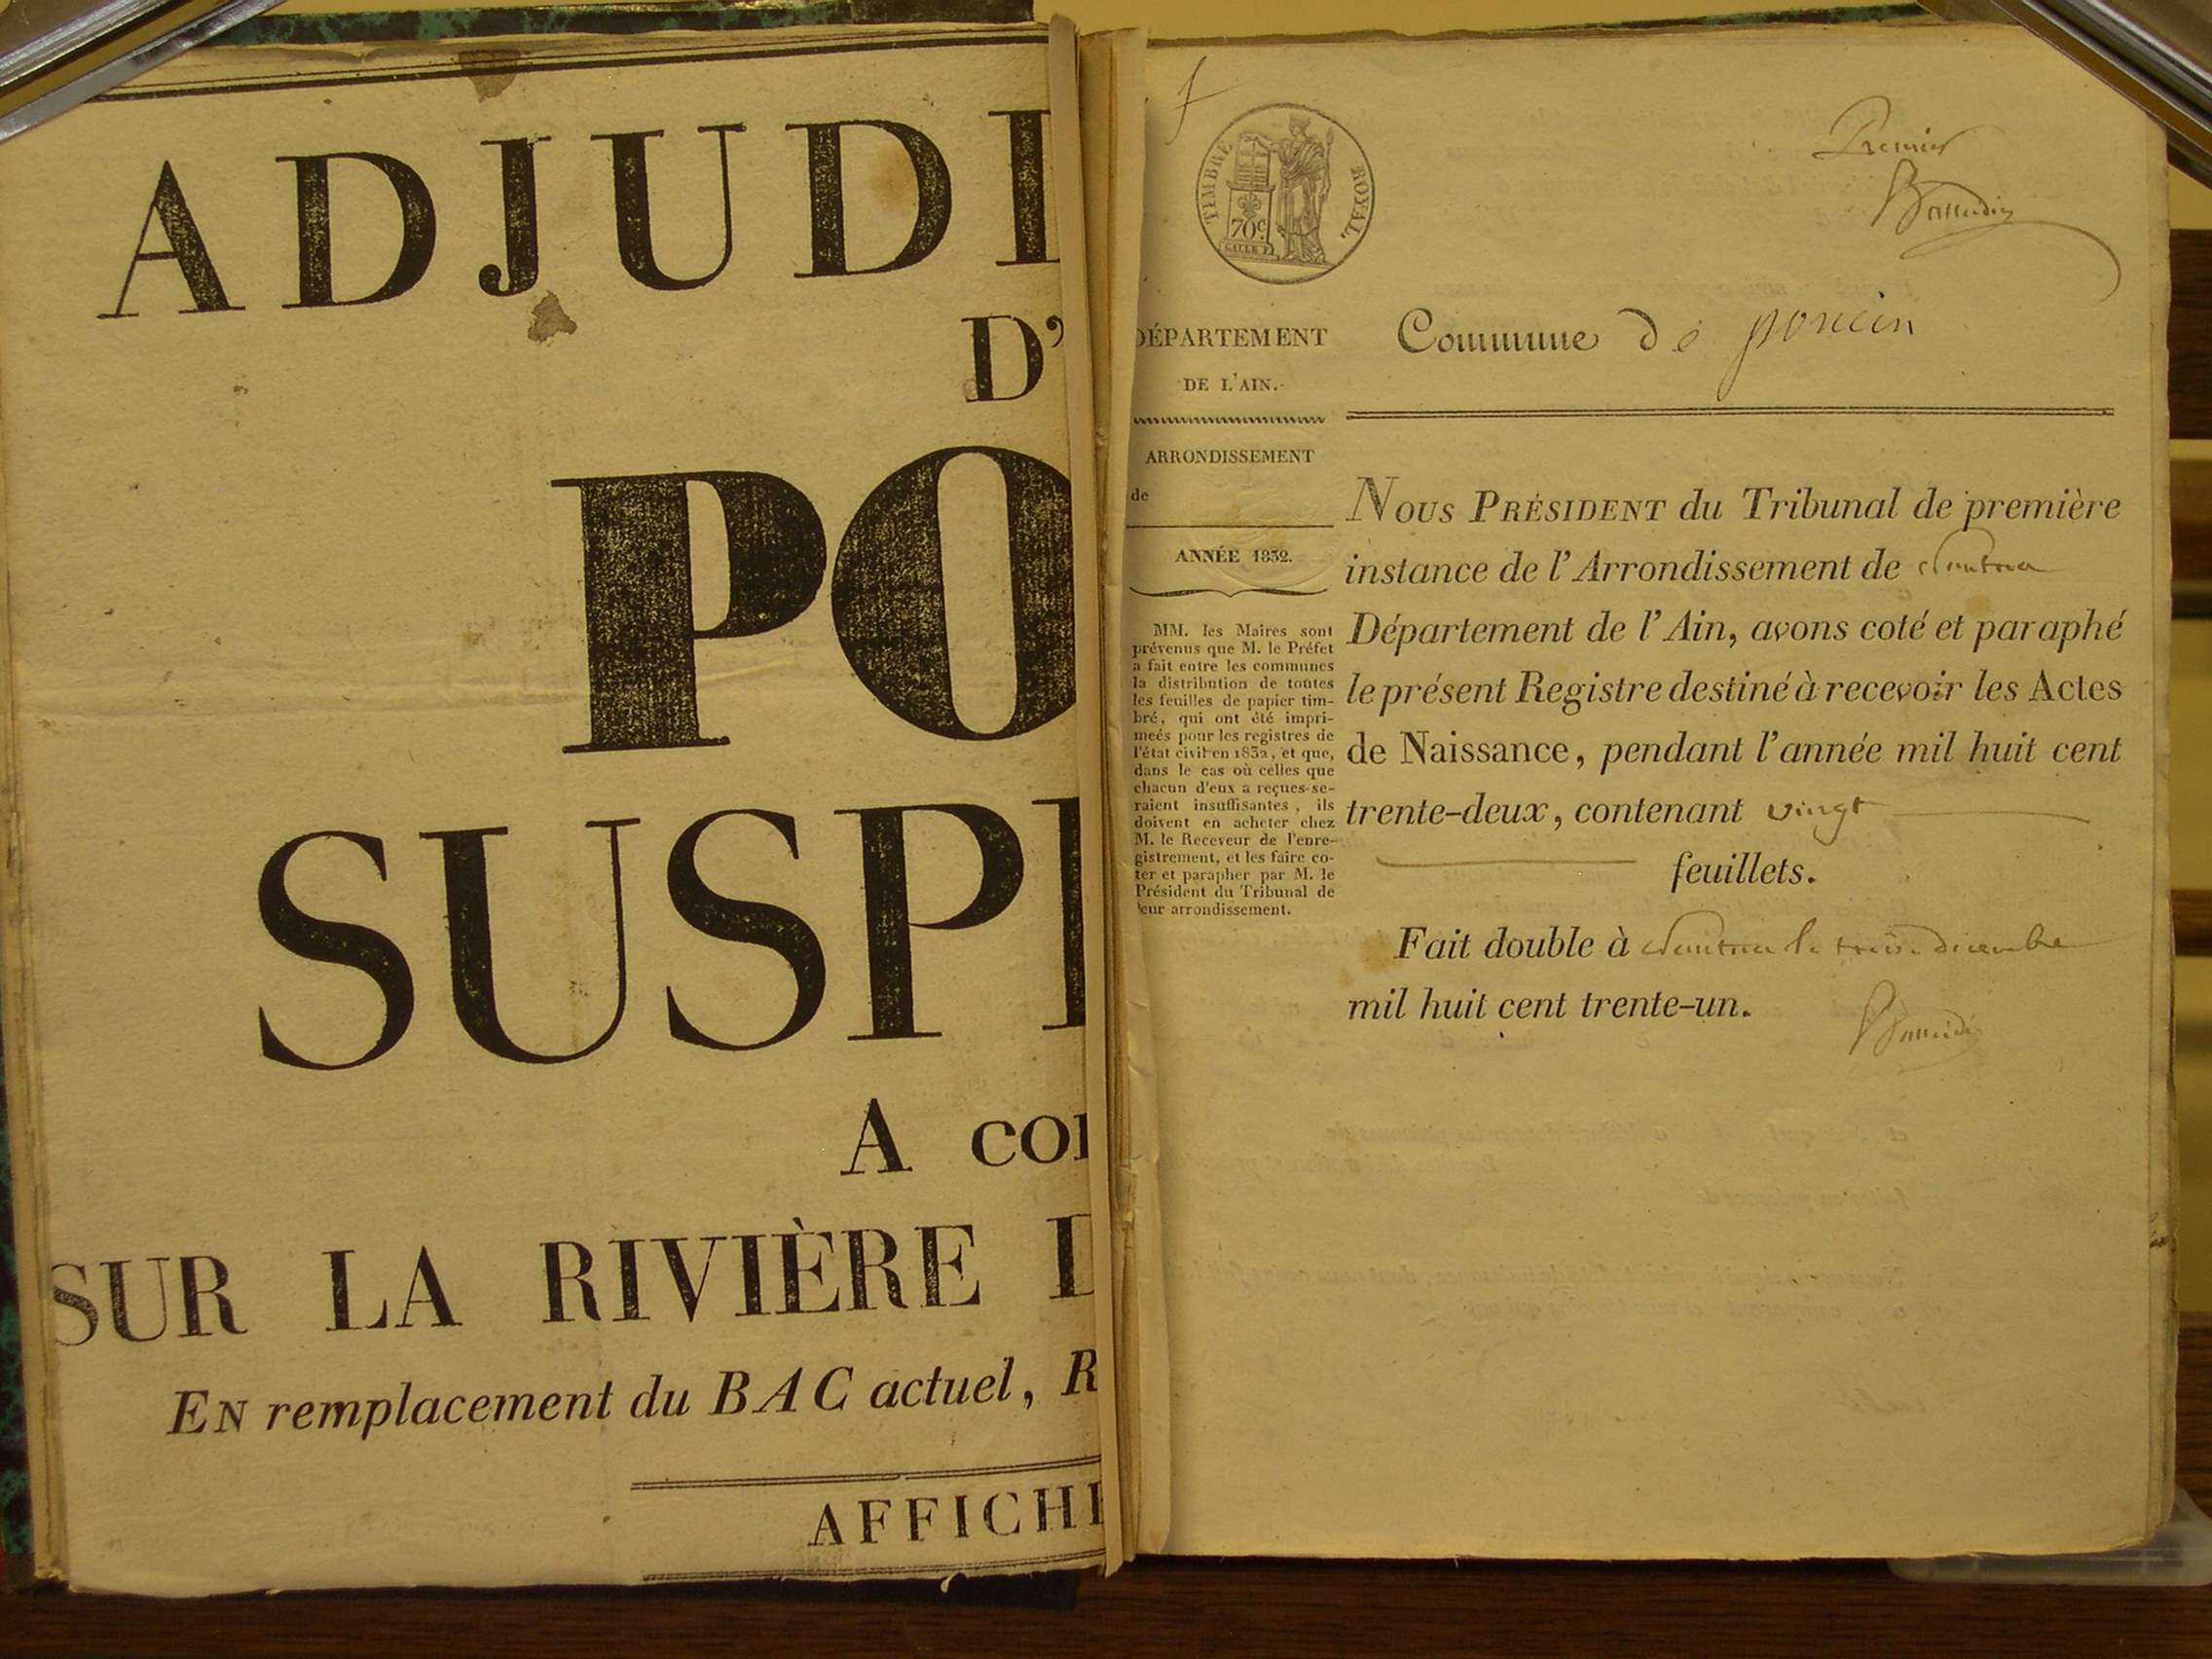 ADJUDI
D'
PO
SUSPE
A CON
SUR LA RIVIÈRE D
EN remplacement du BAC actuel, R
AFFICHE
Premier
TIMBRE ROYAL.
70 c.
DÉPARTEMENT
DE L'AIN.
ARRONDISSEMENT
de
ANNÉE 1832.
MM. les Maires sont
prévenus que M. le Préfet
a fait entre les communes
la distribution de toutes
les feuilles de papier tim-
bré, qui ont été impri-
meés pour les registres de
l'état civil en 1832, et que,
dans le cas où celles que
chacun d'eux a reçues se-
raient insuffisantes, ils
doivent en acheter chez
M. le Receveur de l'enre-
gistrement, et les faire co-
ter et parapher par M. le
Président du Tribunal de
leur arrondissement.
Commune de poncin
NOUS PRÉSIDENT du Tribunal de première
instance de l'Arrondissement de Nantua
Département de l'Ain, avons coté et paraphé
le présent Registre destiné à recevoir les Actes
de Naissance, pendant l'année mil huit cent
trente-deux, contenant vingt
feuillets.
Fait double à Nantua le decembre
mil huit cent trente-un.